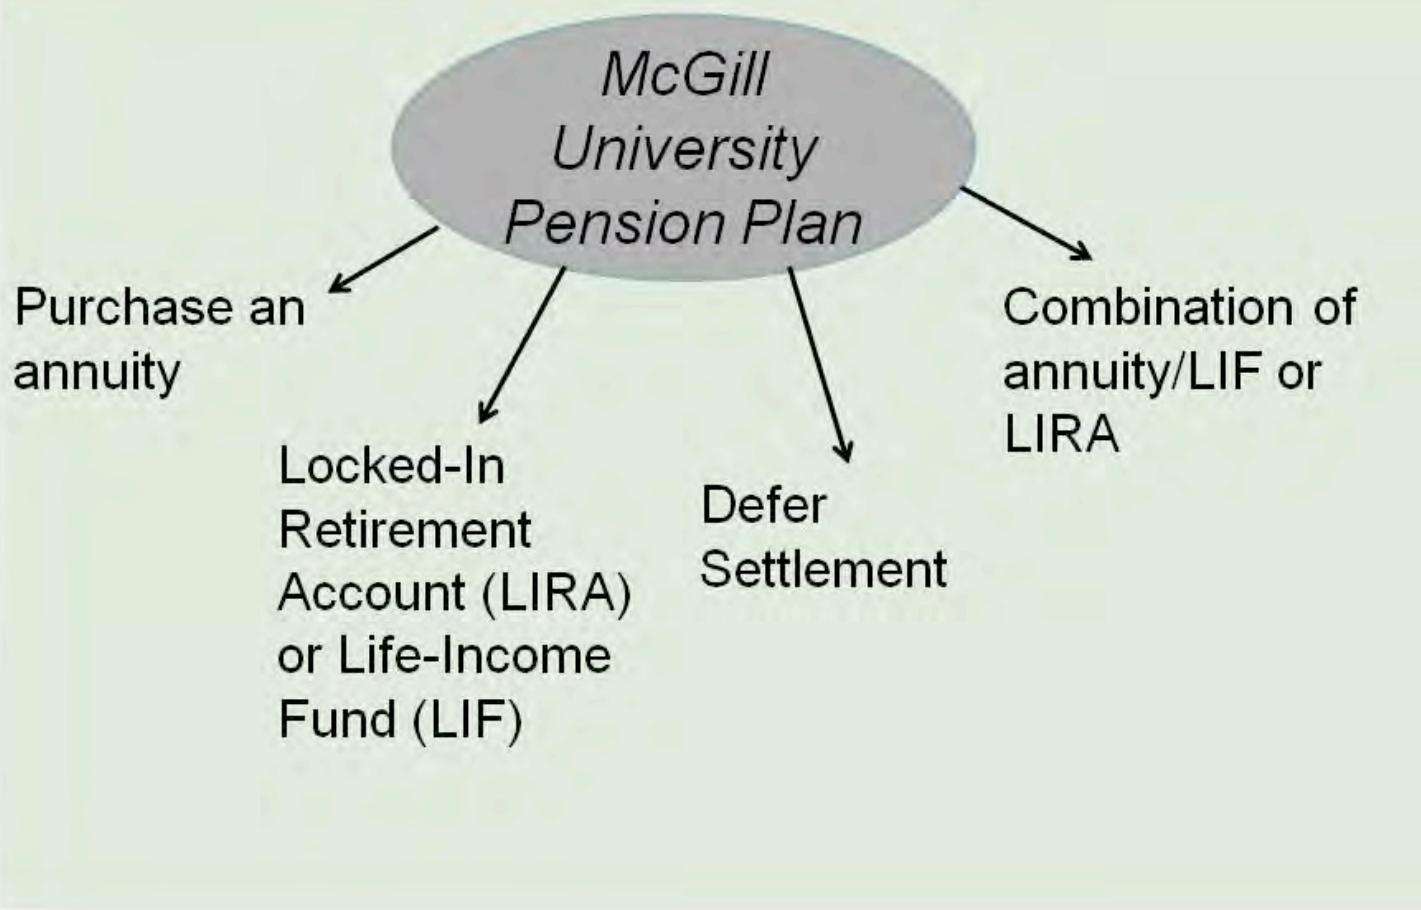 McGill
University
Pension Plan
Purchase an
annuity
Locked-In
Retirement
Account (LIRA)
or Life-Income
Fund (LIF)
Defer
Settlement
Combination of
annuity/LIF or
LIRA